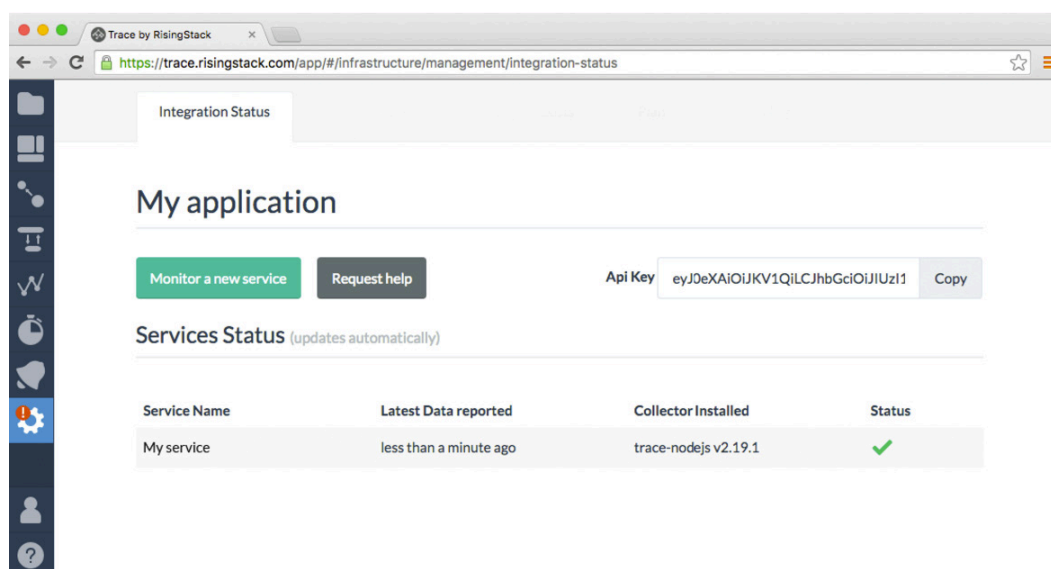 Trace by RisingStack
https://trace.risingstack.com/app/#/infrastructure/management/integration-status
Integration Status
My application
Monitor a new service Request help Api Key eyJ0eXAiOiJKV1QiLCJhbGciOiJIUzI1 Copy
Services Status (updates automatically)
Service Name Latest Data reported Collector Installed Status
My service less than a minute ago trace-nodejs v2.19.1